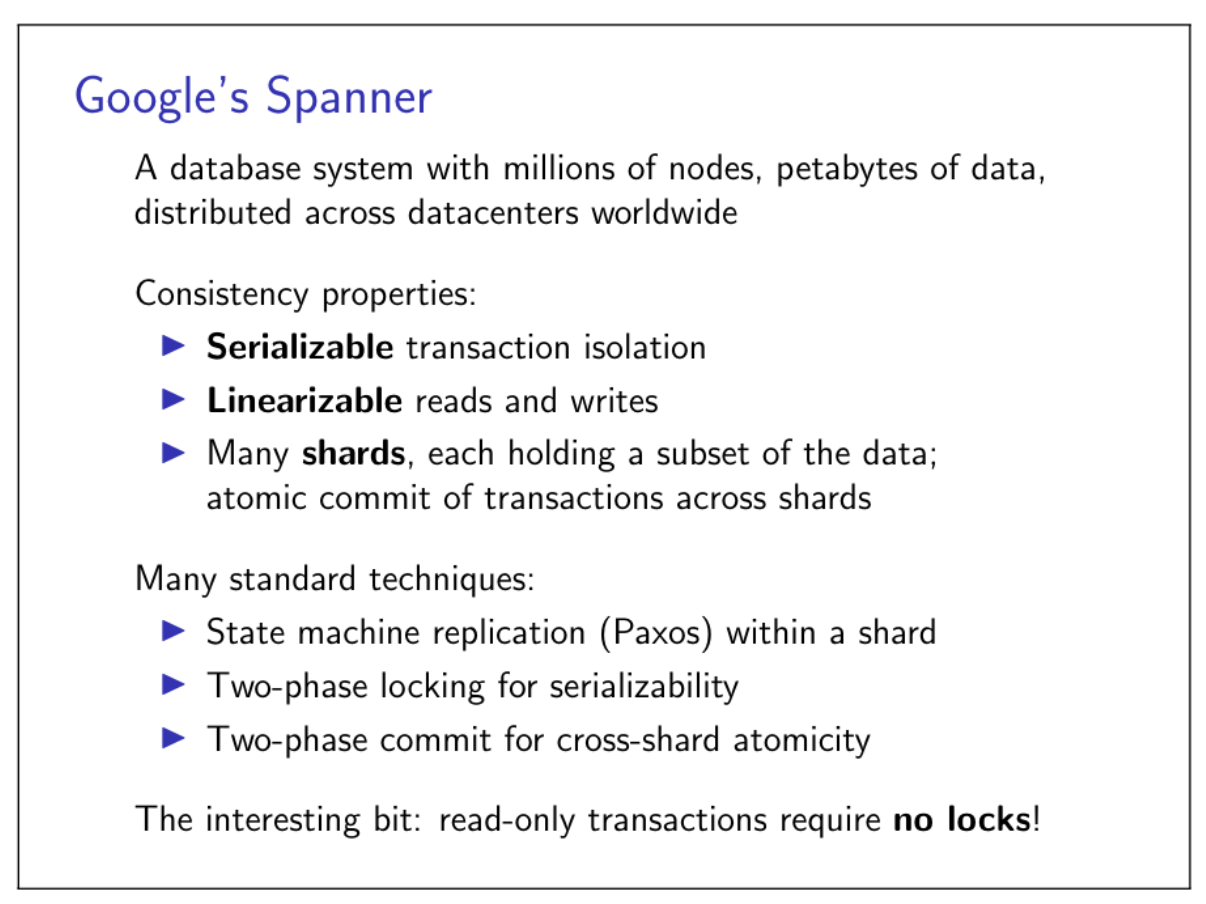 Google's Spanner
A database system with millions of nodes, petabytes of data,
distributed across datacenters worldwide
Consistency properties:
▶ Serializable transaction isolation
▶ Linearizable reads and writes
▶ Many shards, each holding a subset of the data;
atomic commit of transactions across shards
Many standard techniques:
▶ State machine replication (Paxos) within a shard
▶ Two-phase locking for serializability
▶ Two-phase commit for cross-shard atomicity
The interesting bit: read-only transactions require no locks!